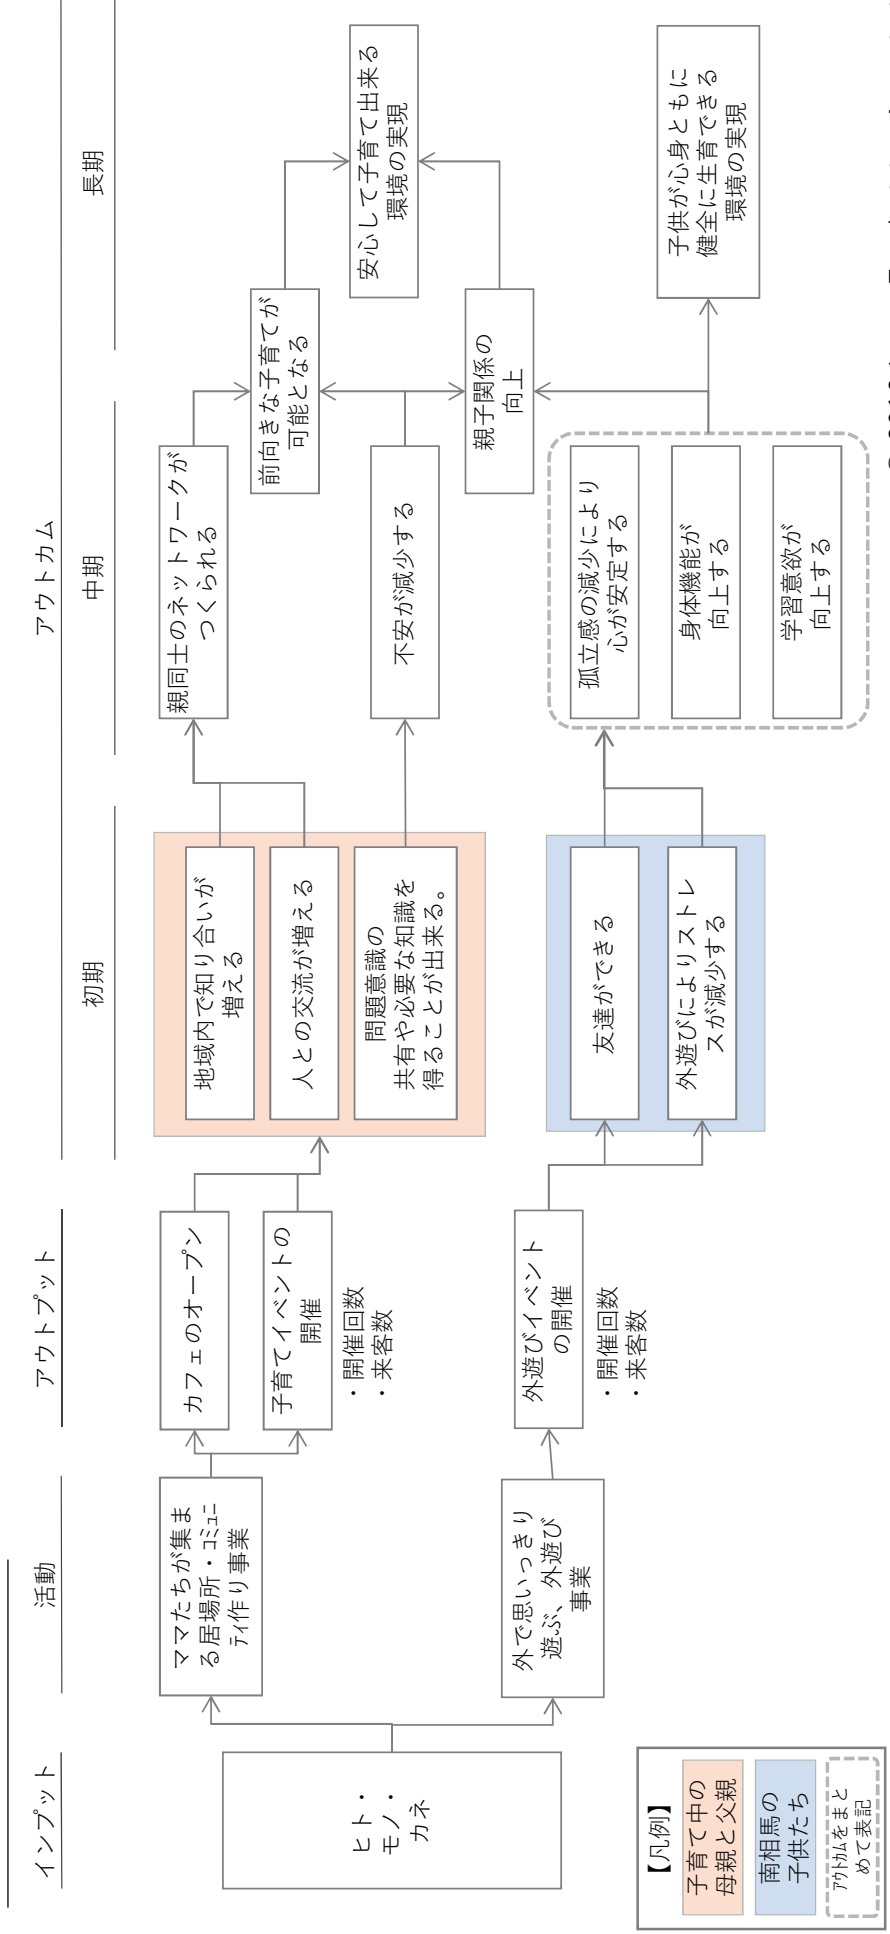 インプット
活動
アウトプット
アウトカム
初期
中期
長期
ヒト・
モノ・
カネ
ママたちが集ま
る居場所・ｺﾐｭﾆ
ﾃｨ作り事業
外で思いっきり
遊ぶ、外遊び
事業
カフェのオープン
子育てイベントの
開催
・開催回数
・来客数
外遊びイベント
の開催
・開催回数
・来客数
地域内で知り合いが
増える
人との交流が増える
問題意識の
共有や必要な知識を
得ることが出来る。
友達ができる
外遊びによりストレ
スが減少する
親同士のネットワークが
つくられる
不安が減少する
孤立感の減少により
心が安定する
身体機能が
向上する
学習意欲が
向上する
前向きな子育てが
可能となる
親子関係の
向上
安心して子育て出来る
環境の実現
子供が心身ともに
健全に生育できる
環境の実現
【凡例】
子育て中の
母親と父親
南相馬の
子供たち
ｱｳﾄｶﾑをまと
めて表記